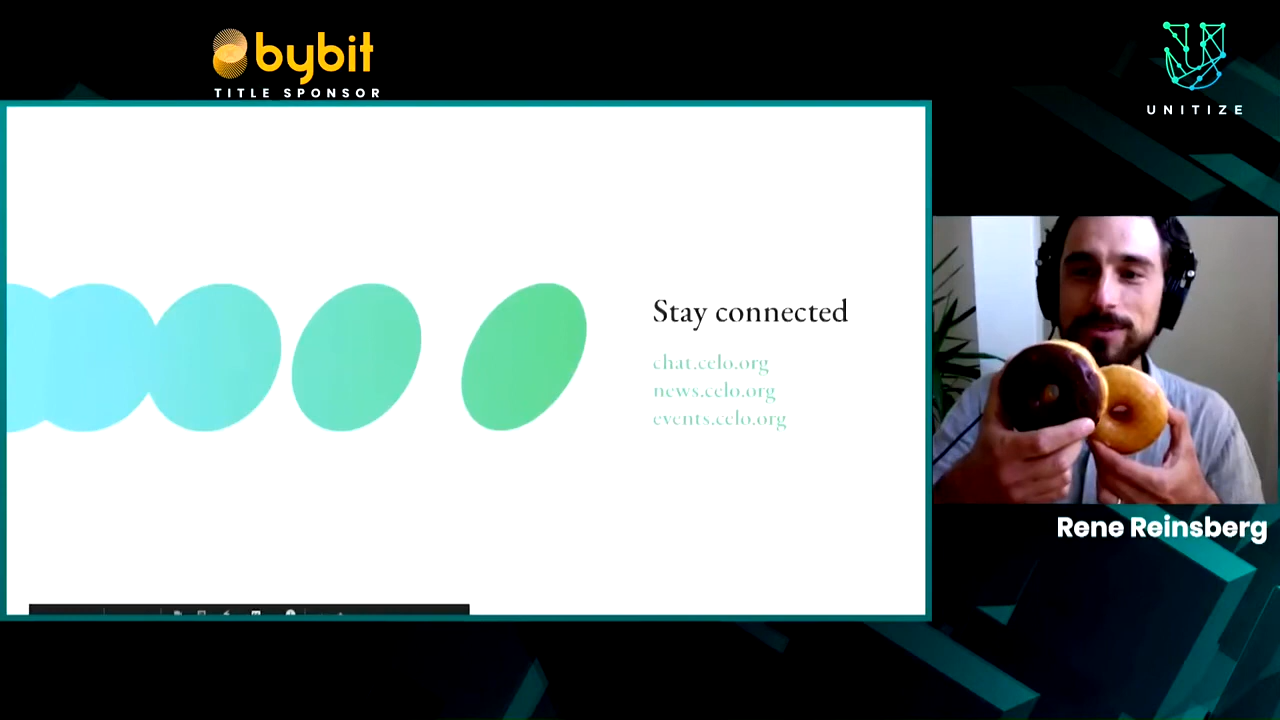 bybit
TITLE SPONSOR
UNITIZE
Stay connected
chat.celo.org
news.celo.org
events.celo.org
Rene Reinsberg